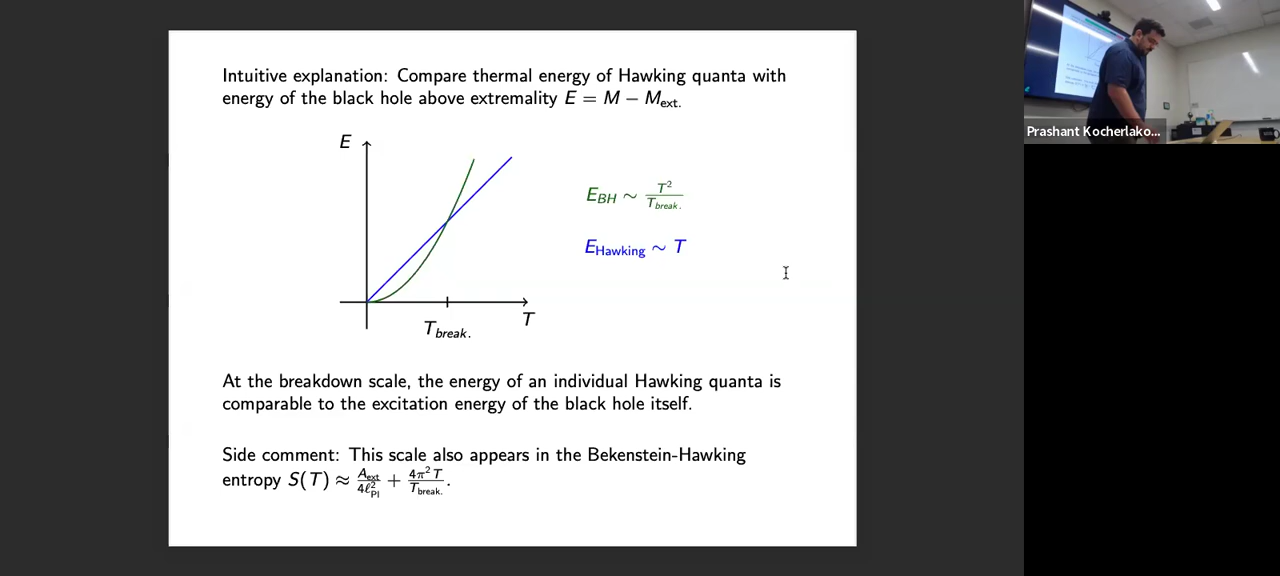 Intuitive explanation: Compare thermal energy of Hawking quanta with
energy of the black hole above extremality E = M − M_ext.
E
E_BH ∼ T²/T_break.
E_Hawking ∼ T
T_break.
T
At the breakdown scale, the energy of an individual Hawking quanta is
comparable to the excitation energy of the black hole itself.
Side comment: This scale also appears in the Bekenstein-Hawking
entropy S(T) ≈ A_ext/4ℓ²_Pl + 4π²T/T_break.
Prashant Kocherlako...